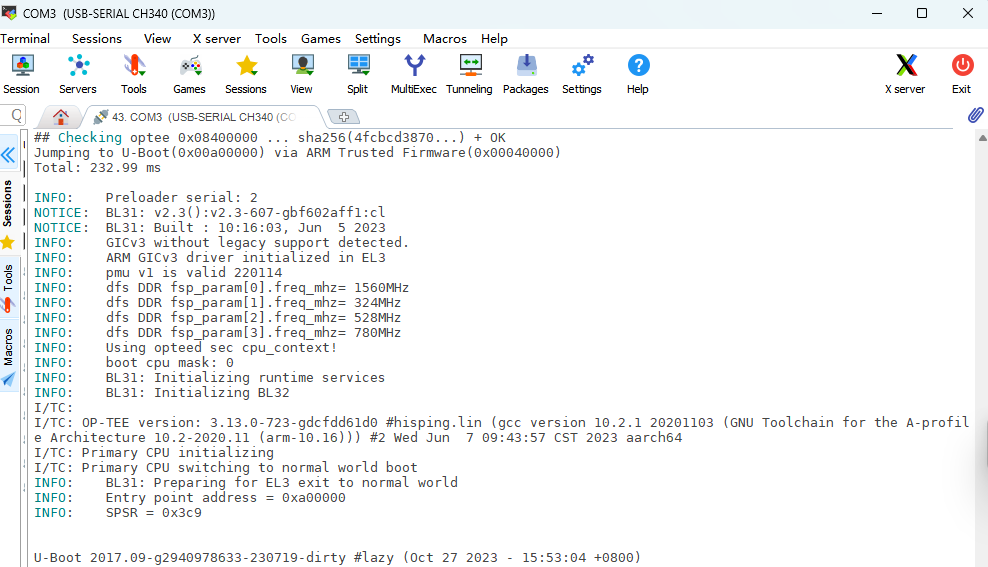 COM3 (USB-SERIAL CH340 (COM3))
Terminal Sessions View X server Tools Games Settings Macros Help
Session Servers Tools Games Sessions View Split MultiExec Tunneling Packages Settings Help X server Exit
43. COM3 (USB-SERIAL CH340 (CO
Sessions
Tools
Macros
## Checking optee 0x08400000 ... sha256(4fcbcd3870...) + OK
Jumping to U-Boot(0x00a00000) via ARM Trusted Firmware(0x00040000)
Total: 232.99 ms
INFO:    Preloader serial: 2
NOTICE:  BL31: v2.3():v2.3-607-gbf602aff1:cl
NOTICE:  BL31: Built : 10:16:03, Jun  5 2023
INFO:    GICv3 without legacy support detected.
INFO:    ARM GICv3 driver initialized in EL3
INFO:    pmu v1 is valid 220114
INFO:    dfs DDR fsp_param[0].freq_mhz= 1560MHz
INFO:    dfs DDR fsp_param[1].freq_mhz= 324MHz
INFO:    dfs DDR fsp_param[2].freq_mhz= 528MHz
INFO:    dfs DDR fsp_param[3].freq_mhz= 780MHz
INFO:    Using opteed sec cpu_context!
INFO:    boot cpu mask: 0
INFO:    BL31: Initializing runtime services
INFO:    BL31: Initializing BL32
I/TC:
I/TC: OP-TEE version: 3.13.0-723-gdcfdd61d0 #hisping.lin (gcc version 10.2.1 20201103 (GNU Toolchain for the A-profil
e Architecture 10.2-2020.11 (arm-10.16))) #2 Wed Jun  7 09:43:57 CST 2023 aarch64
I/TC: Primary CPU initializing
I/TC: Primary CPU switching to normal world boot
INFO:    BL31: Preparing for EL3 exit to normal world
INFO:    Entry point address = 0xa00000
INFO:    SPSR = 0x3c9
U-Boot 2017.09-g2940978633-230719-dirty #lazy (Oct 27 2023 - 15:53:04 +0800)